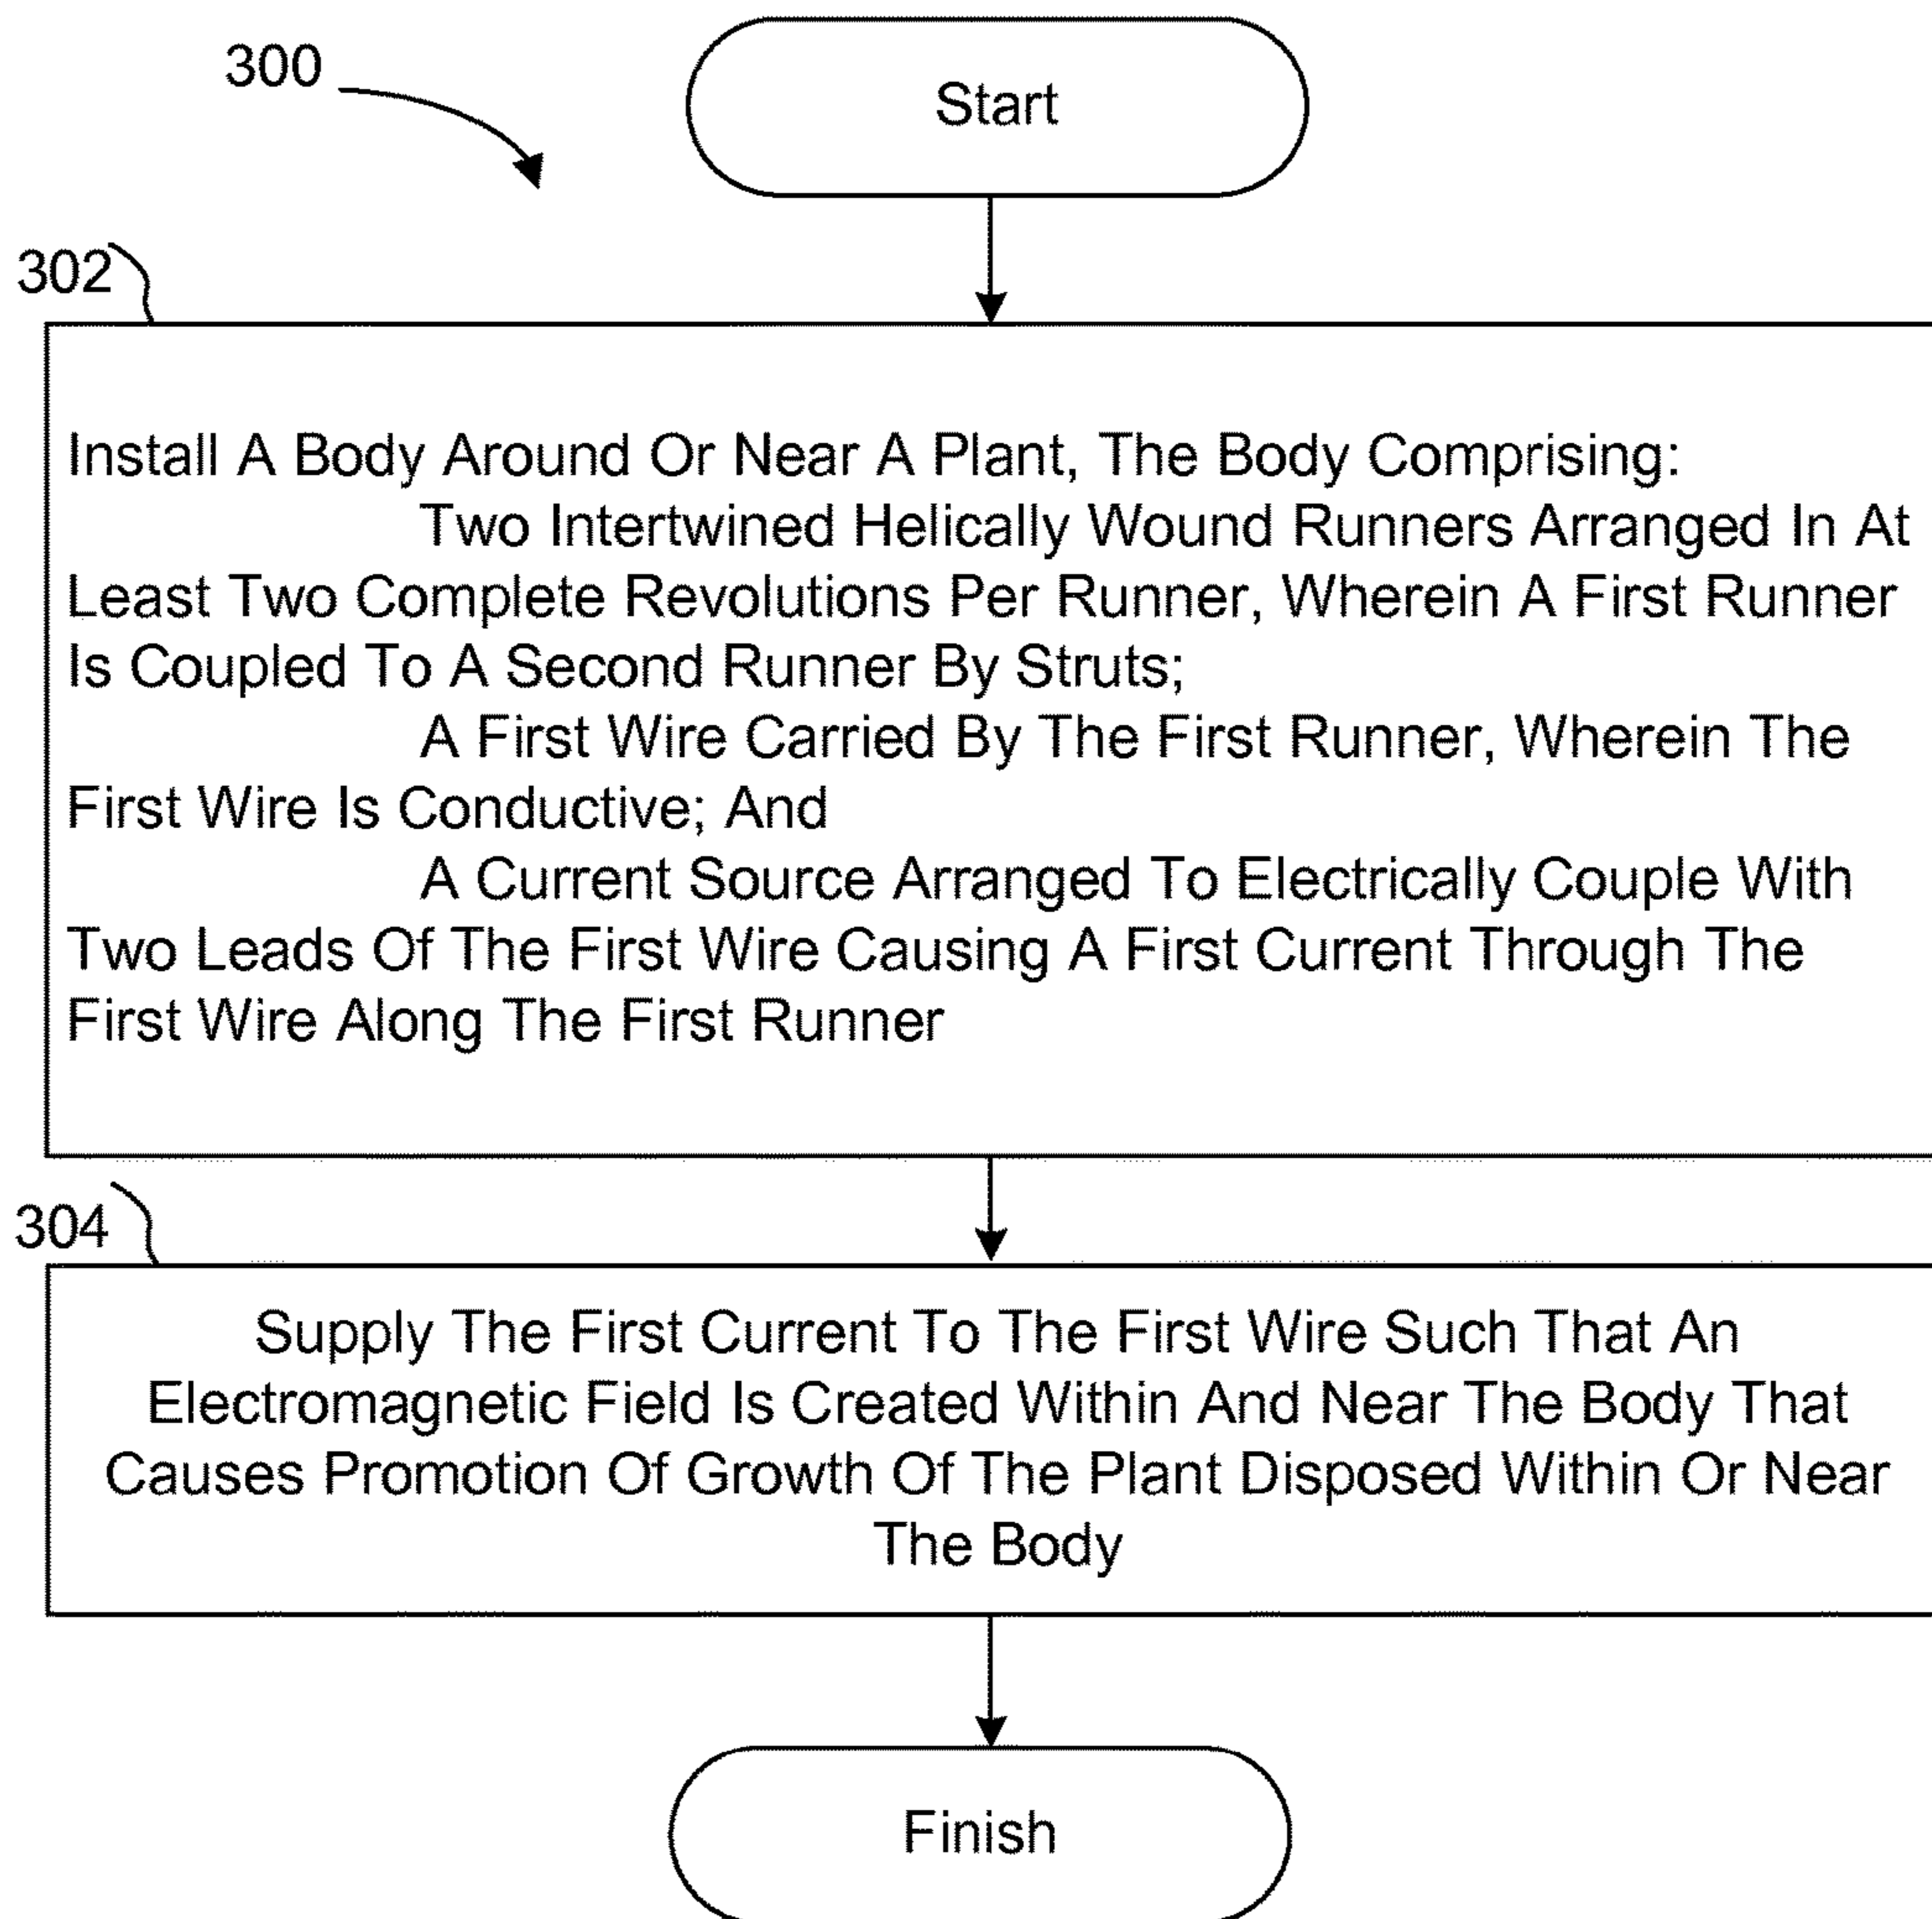 300
Start
302
Install A Body Around Or Near A Plant, The Body Comprising:
Two Intertwined Helically Wound Runners Arranged In At
Least Two Complete Revolutions Per Runner, Wherein A First Runner
Is Coupled To A Second Runner By Struts;
A First Wire Carried By The First Runner, Wherein The
First Wire Is Conductive; And
A Current Source Arranged To Electrically Couple With
Two Leads Of The First Wire Causing A First Current Through The
First Wire Along The First Runner
304
Supply The First Current To The First Wire Such That An
Electromagnetic Field Is Created Within And Near The Body That
Causes Promotion Of Growth Of The Plant Disposed Within Or Near
The Body
Finish